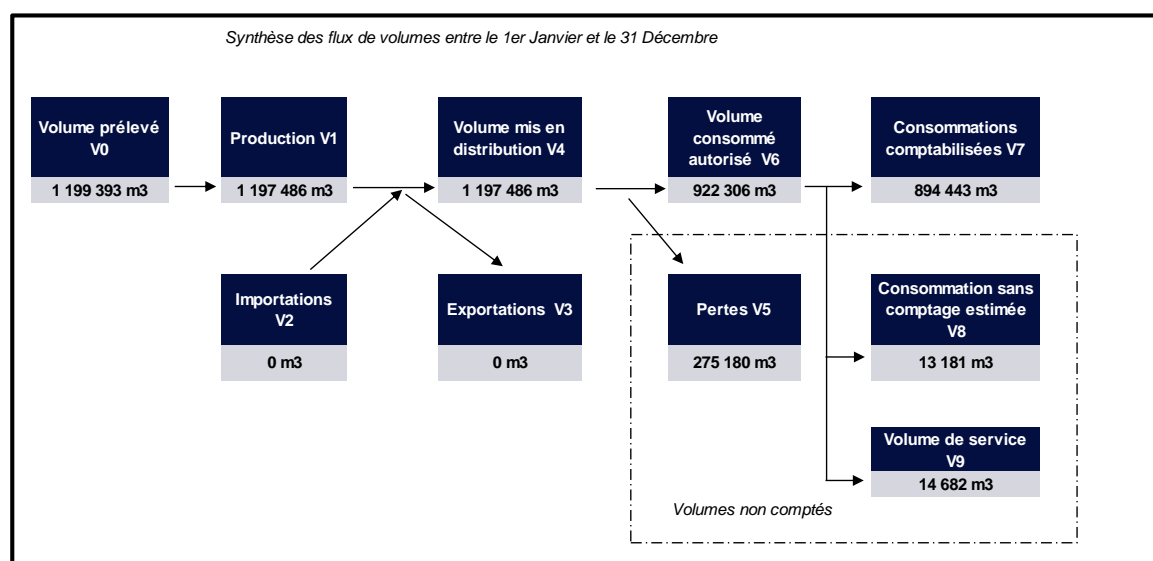 Synthèse des flux de volumes entre le 1er Janvier et le 31 Décembre
Volume prélevé
V0
1 199 393 m3
Production V1
1 197 486 m3
Volume mis en
distribution V4
1 197 486 m3
Volume
consommé
autorisé V6
922 306 m3
Consommations
comptabilisées V7
894 443 m3
Importations
V2
0 m3
Exportations V3
0 m3
Pertes V5
275 180 m3
Consommation sans
comptage estimée
V8
13 181 m3
Volume de service
V9
14 682 m3
Volumes non comptés